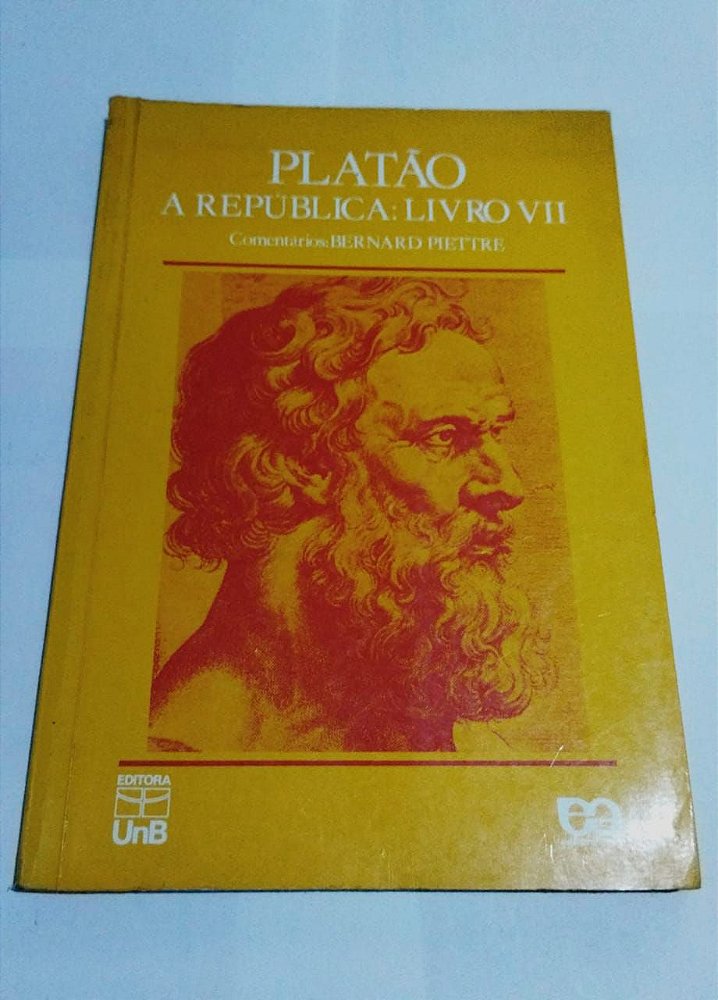 PLATÃO
A REPÚBLICA: LIVRO VII
Comentários: BERNARD PIETTRE
EDITORA
UnB